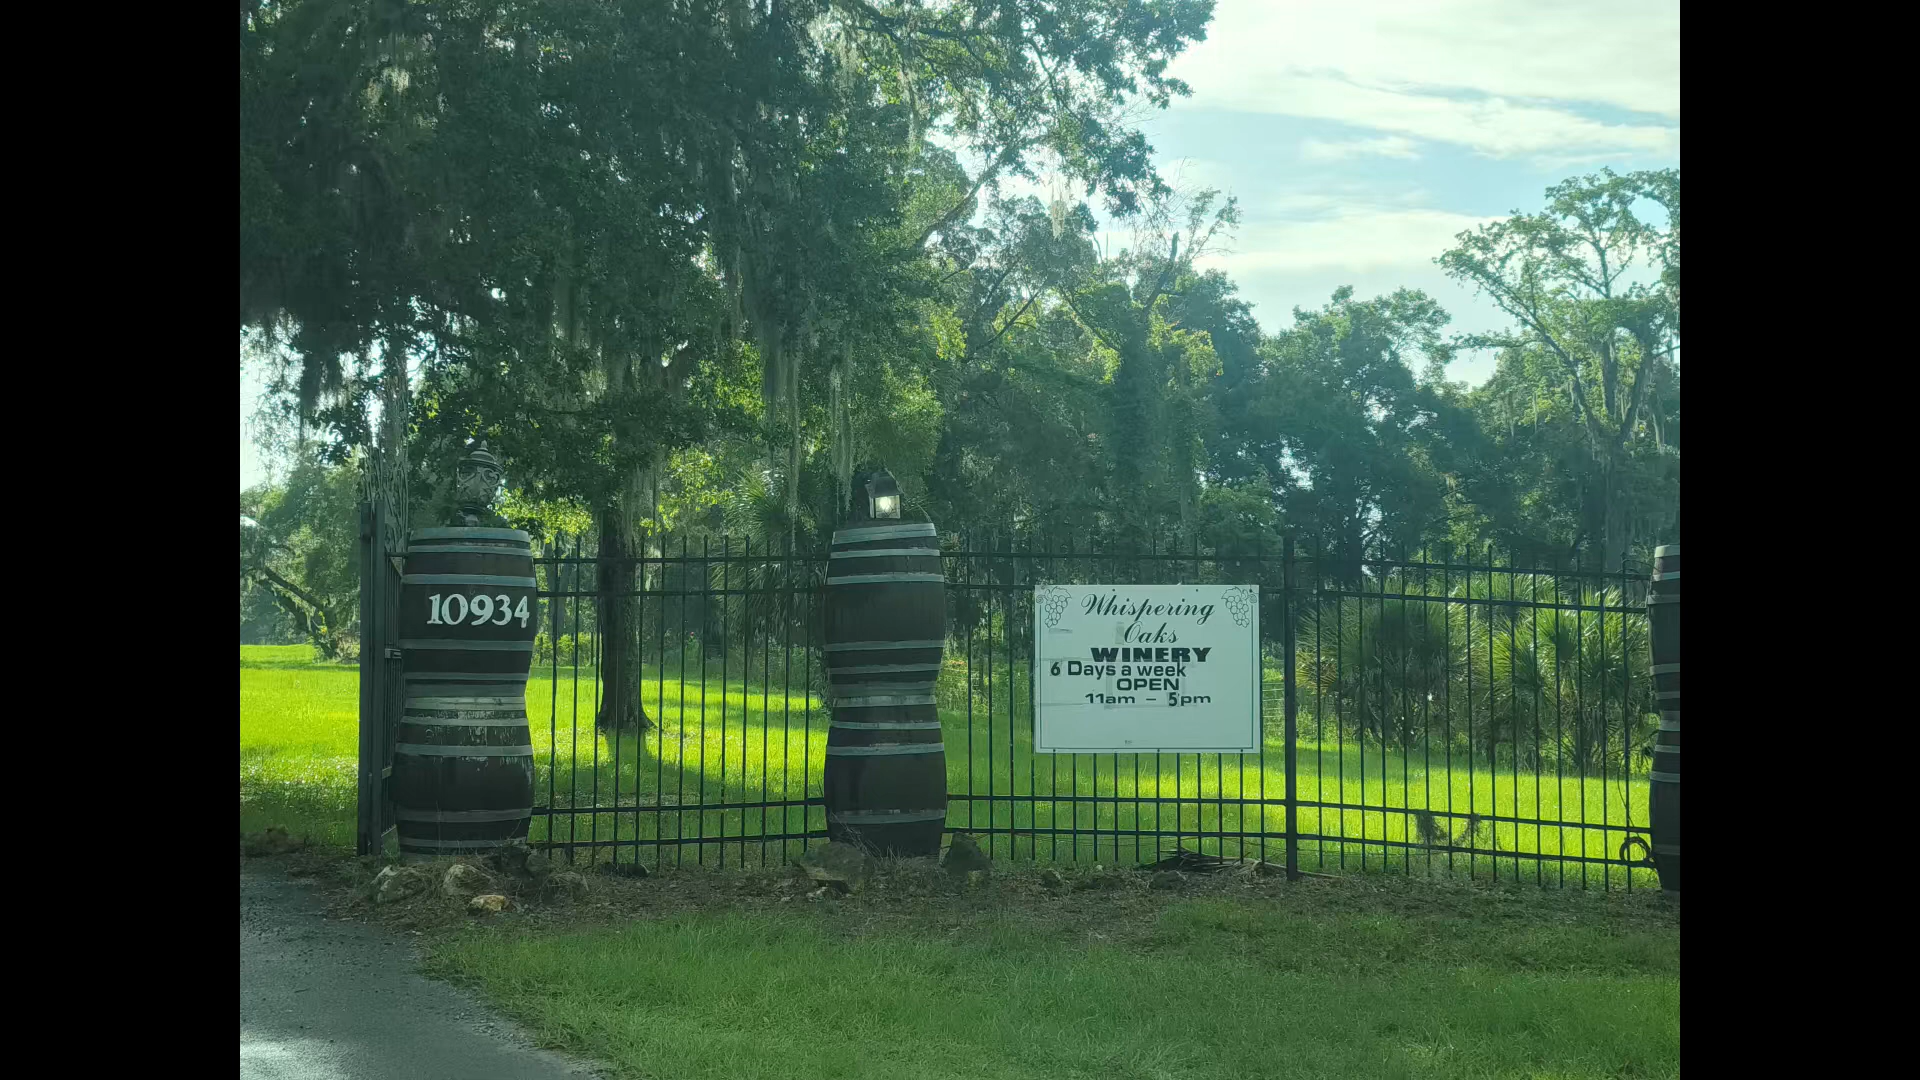 10934
Whispering
Oaks
WINERY
6 Days a week
OPEN
11am - 5pm